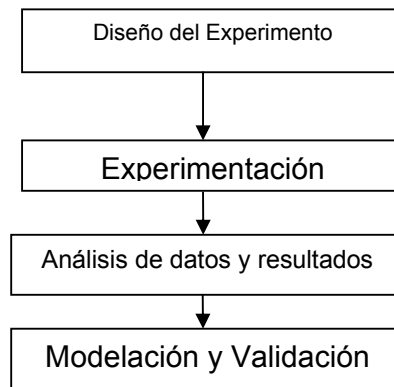 Diseño del Experimento
Experimentación
Análisis de datos y resultados
Modelación y Validación